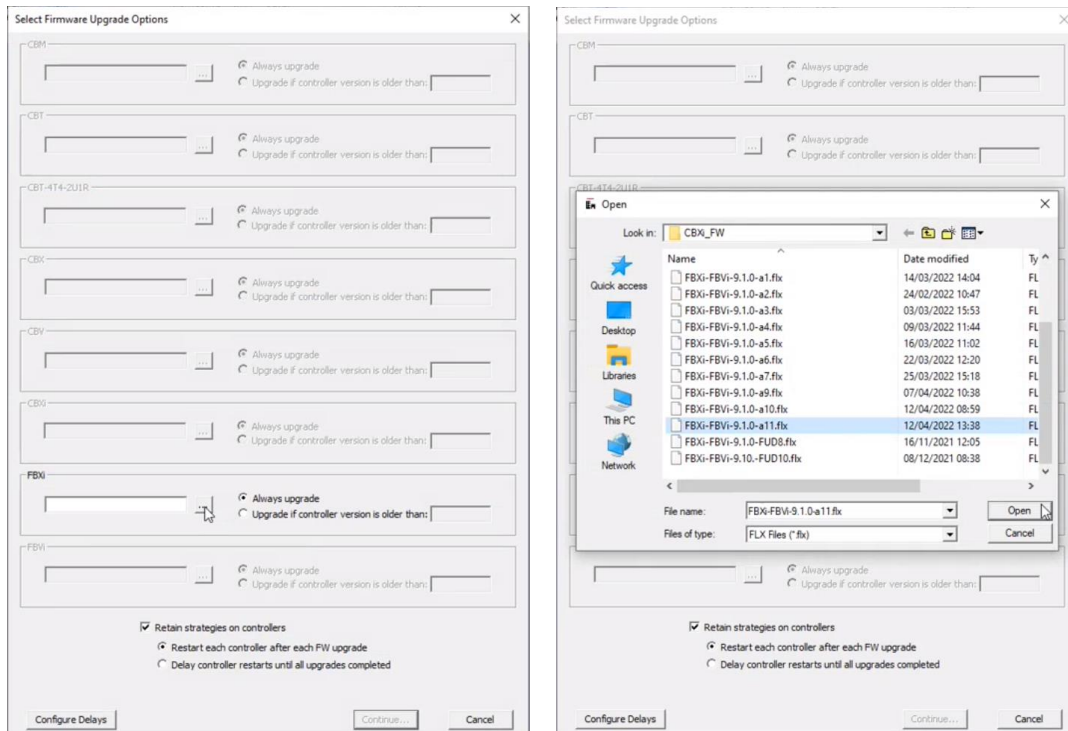 Select Firmware Upgrade Options
CBM
...
Always upgrade
Upgrade if controller version is older than:
CBT
...
Always upgrade
Upgrade if controller version is older than:
CBT-4T4-2U1R
...
Always upgrade
Upgrade if controller version is older than:
CBX
...
Always upgrade
Upgrade if controller version is older than:
CBV
...
Always upgrade
Upgrade if controller version is older than:
CBXi
...
Always upgrade
Upgrade if controller version is older than:
FBXi
...
Always upgrade
Upgrade if controller version is older than:
FBVi
...
Always upgrade
Upgrade if controller version is older than:
Retain strategies on controllers
Restart each controller after each FW upgrade
Delay controller restarts until all upgrades completed
Configure Delays Continue... Cancel
Select Firmware Upgrade Options
CBM
...
Always upgrade
Upgrade if controller version is older than:
CBT
...
Always upgrade
Upgrade if controller version is older than:
CBT-4T4-2U1R
Open
Look in: CBXi_FW
Quick access
Desktop
Libraries
This PC
Network
Name Date modified Ty
FBXi-FBVi-9.1.0-a1.flx 14/03/2022 14:04 FL
FBXi-FBVi-9.1.0-a2.flx 24/02/2022 10:47 FL
FBXi-FBVi-9.1.0-a3.flx 03/03/2022 15:53 FL
FBXi-FBVi-9.1.0-a4.flx 09/03/2022 11:44 FL
FBXi-FBVi-9.1.0-a5.flx 16/03/2022 11:02 FL
FBXi-FBVi-9.1.0-a6.flx 22/03/2022 12:20 FL
FBXi-FBVi-9.1.0-a7.flx 25/03/2022 15:18 FL
FBXi-FBVi-9.1.0-a9.flx 07/04/2022 10:38 FL
FBXi-FBVi-9.1.0-a10.flx 12/04/2022 08:59 FL
FBXi-FBVi-9.1.0-a11.flx 12/04/2022 13:38 FL
FBXi-FBVi-9.1.0-FUD8.flx 16/11/2021 12:05 FL
FBXi-FBVi-9.10.-FUD10.flx 08/12/2021 08:38 FL
File name: FBXi-FBVi-9.1.0-a11.flx Open
Files of type: FLX Files (*.flx) Cancel
...
Always upgrade
Upgrade if controller version is older than:
Retain strategies on controllers
Restart each controller after each FW upgrade
Delay controller restarts until all upgrades completed
Configure Delays Continue... Cancel